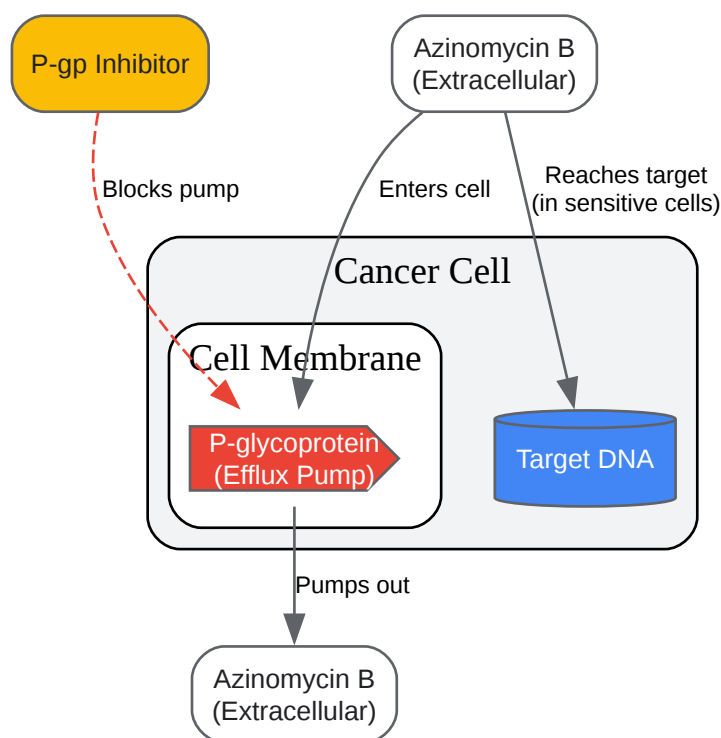 P-gp Inhibitor
Azinomycin B
(Extracellular)
Blocks pump
Enters cell
Reaches target
(in sensitive cells)
Cancer Cell
Cell Membrane
P-glycoprotein
(Efflux Pump)
Target DNA
Pumps out
Azinomycin B
(Extracellular)